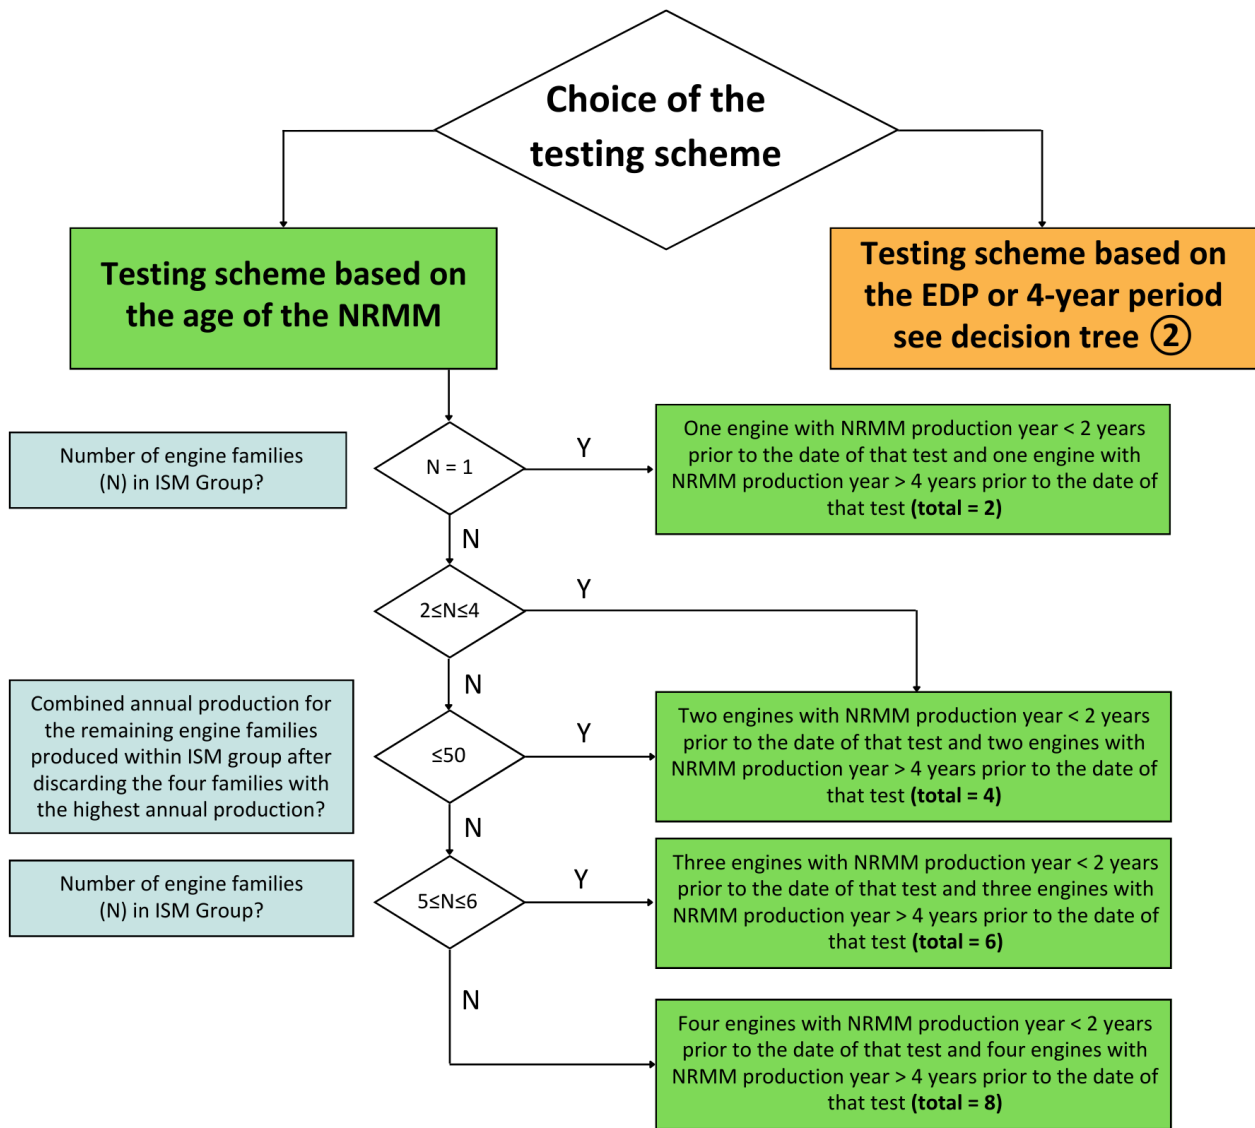 Choice of the
testing scheme
Testing scheme based on
the age of the NRMM
Testing scheme based on
the EDP or 4-year period
see decision tree ②
Number of engine families
(N) in ISM Group?
N = 1
Y
One engine with NRMM production year < 2 years
prior to the date of that test and one engine with
NRMM production year > 4 years prior to the date of
that test (total = 2)
N
2≤N≤4
Y
N
Combined annual production for
the remaining engine families
produced within ISM group after
discarding the four families with
the highest annual production?
≤50
Y
Two engines with NRMM production year < 2 years
prior to the date of that test and two engines with
NRMM production year > 4 years prior to the date of
that test (total = 4)
N
Number of engine families
(N) in ISM Group?
5≤N≤6
Y
Three engines with NRMM production year < 2 years
prior to the date of that test and three engines with
NRMM production year > 4 years prior to the date of
that test (total = 6)
N
Four engines with NRMM production year < 2 years
prior to the date of that test and four engines with
NRMM production year > 4 years prior to the date of
that test (total = 8)